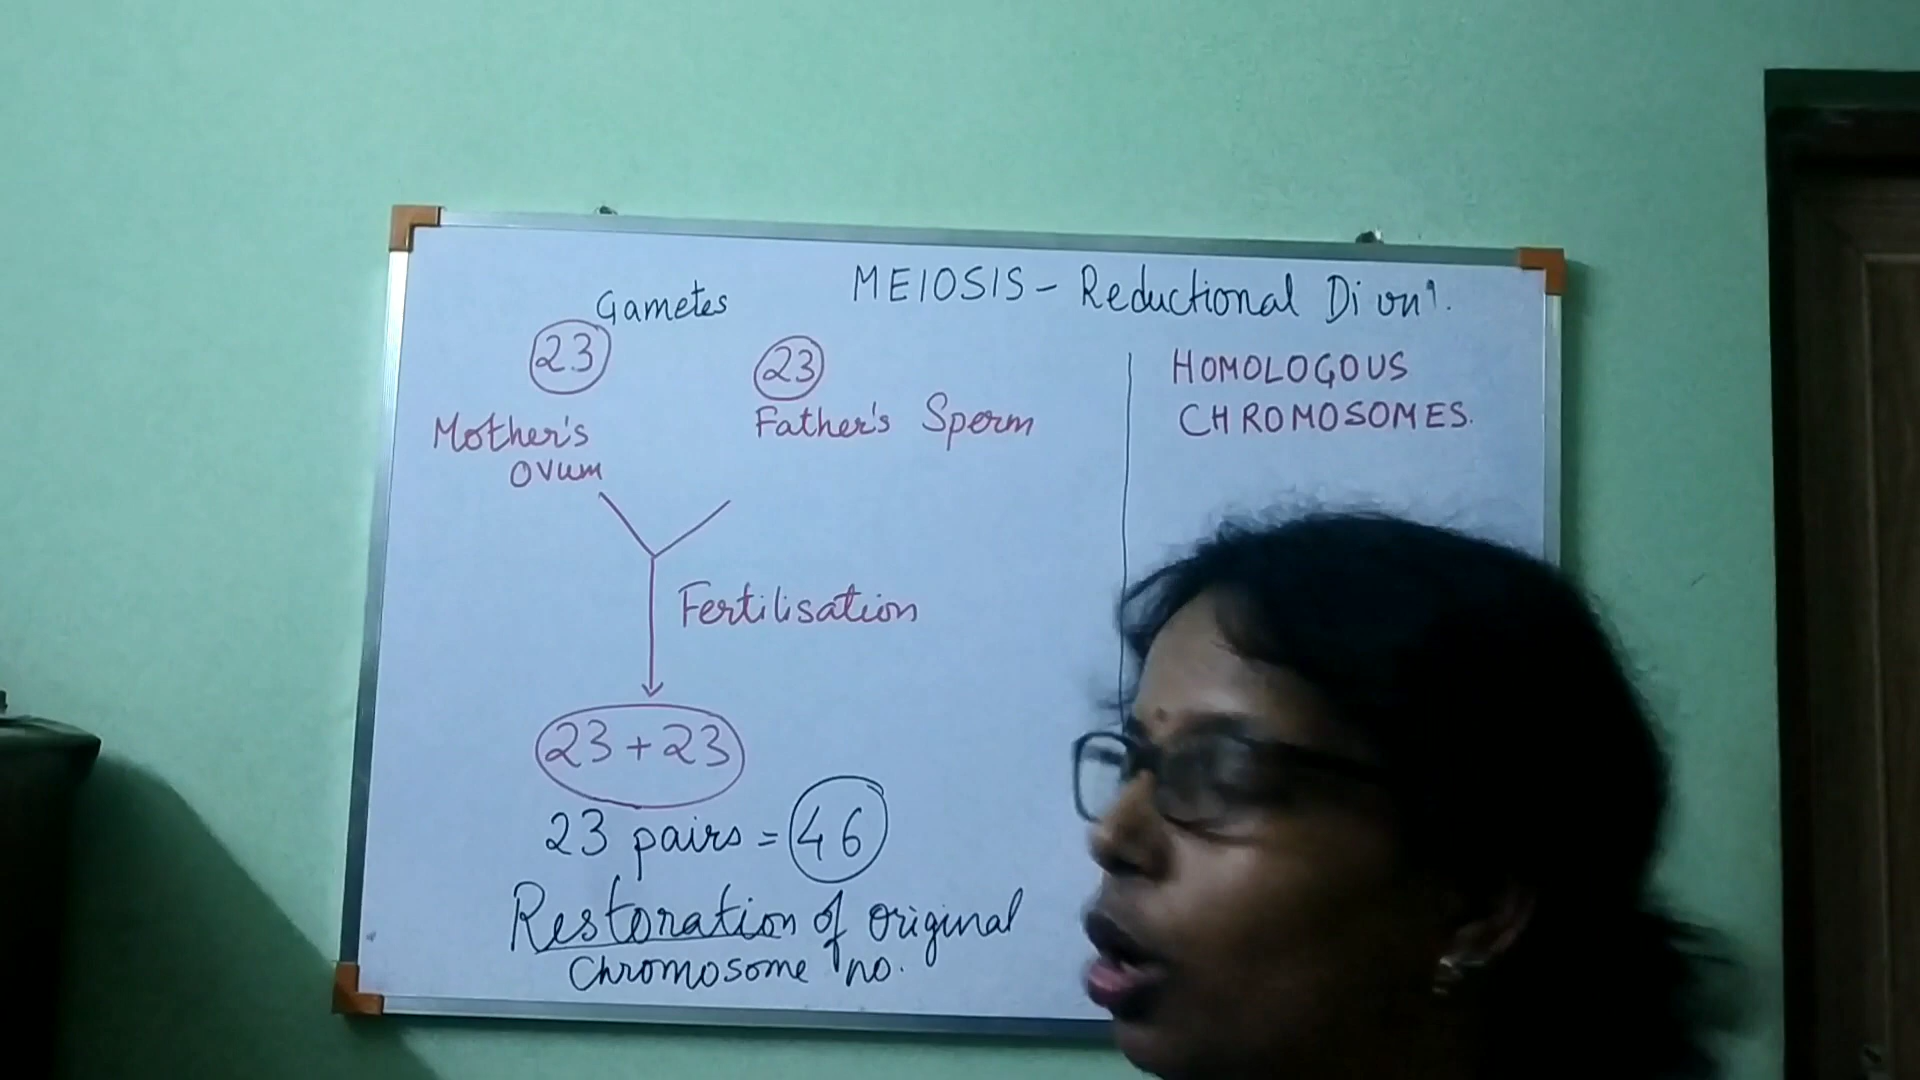 MEIOSIS - Reductional Di on.
Gametes
23
23
Mother's
ovum
Father's Sperm
Fertilisation
23 + 23
23 pairs = 46
Restoration of original
Chromosome no.
HOMOLOGOUS
CHROMOSOMES.